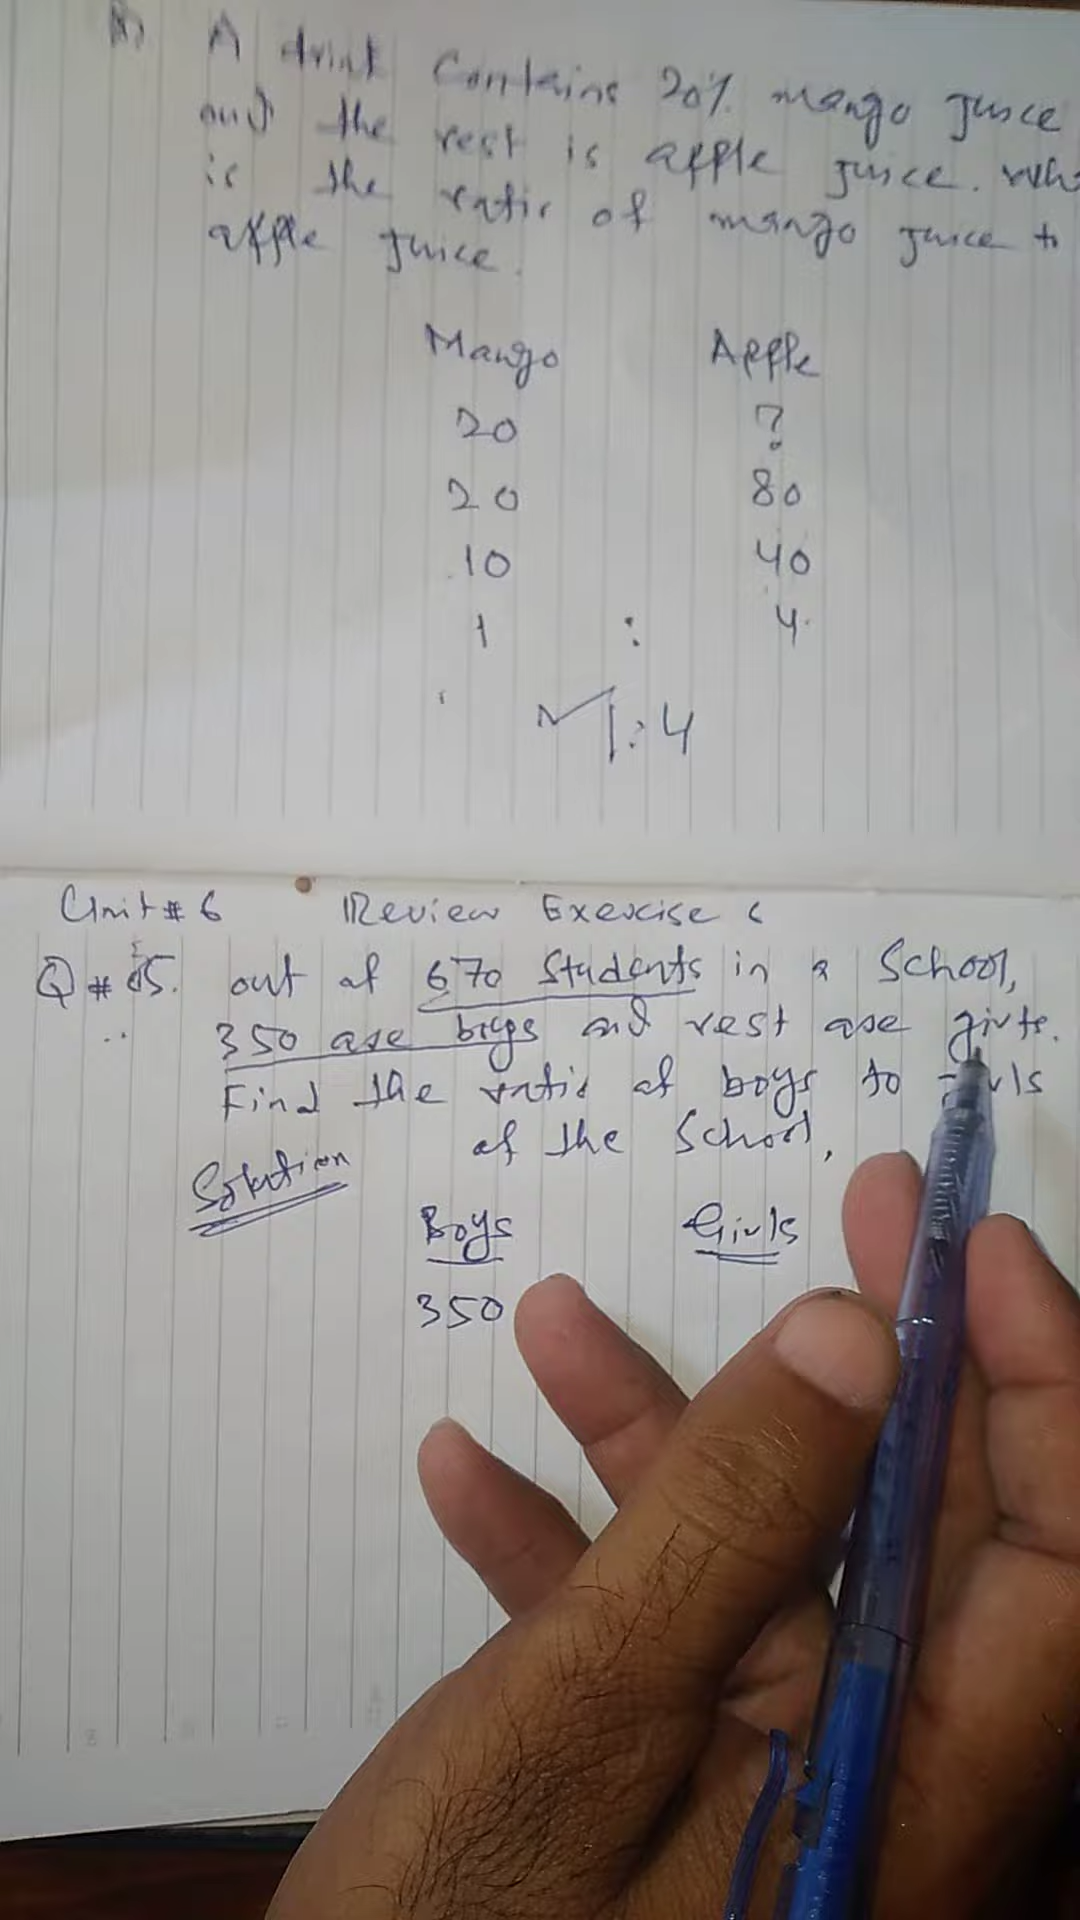 A drink contains 20% mango juice
and the rest is apple juice.
is the ratio of mango juice to
apple juice.
Mango Apple
20 ?
20 80
10 40
1 : 4
1:4
Unit # 6 Review Exercise 6
Q # 05. out of 670 Students in a School,
350 are boys and rest are girls.
Find the ratio of boys to girls
of the School,
Solution
Boys Girls
350